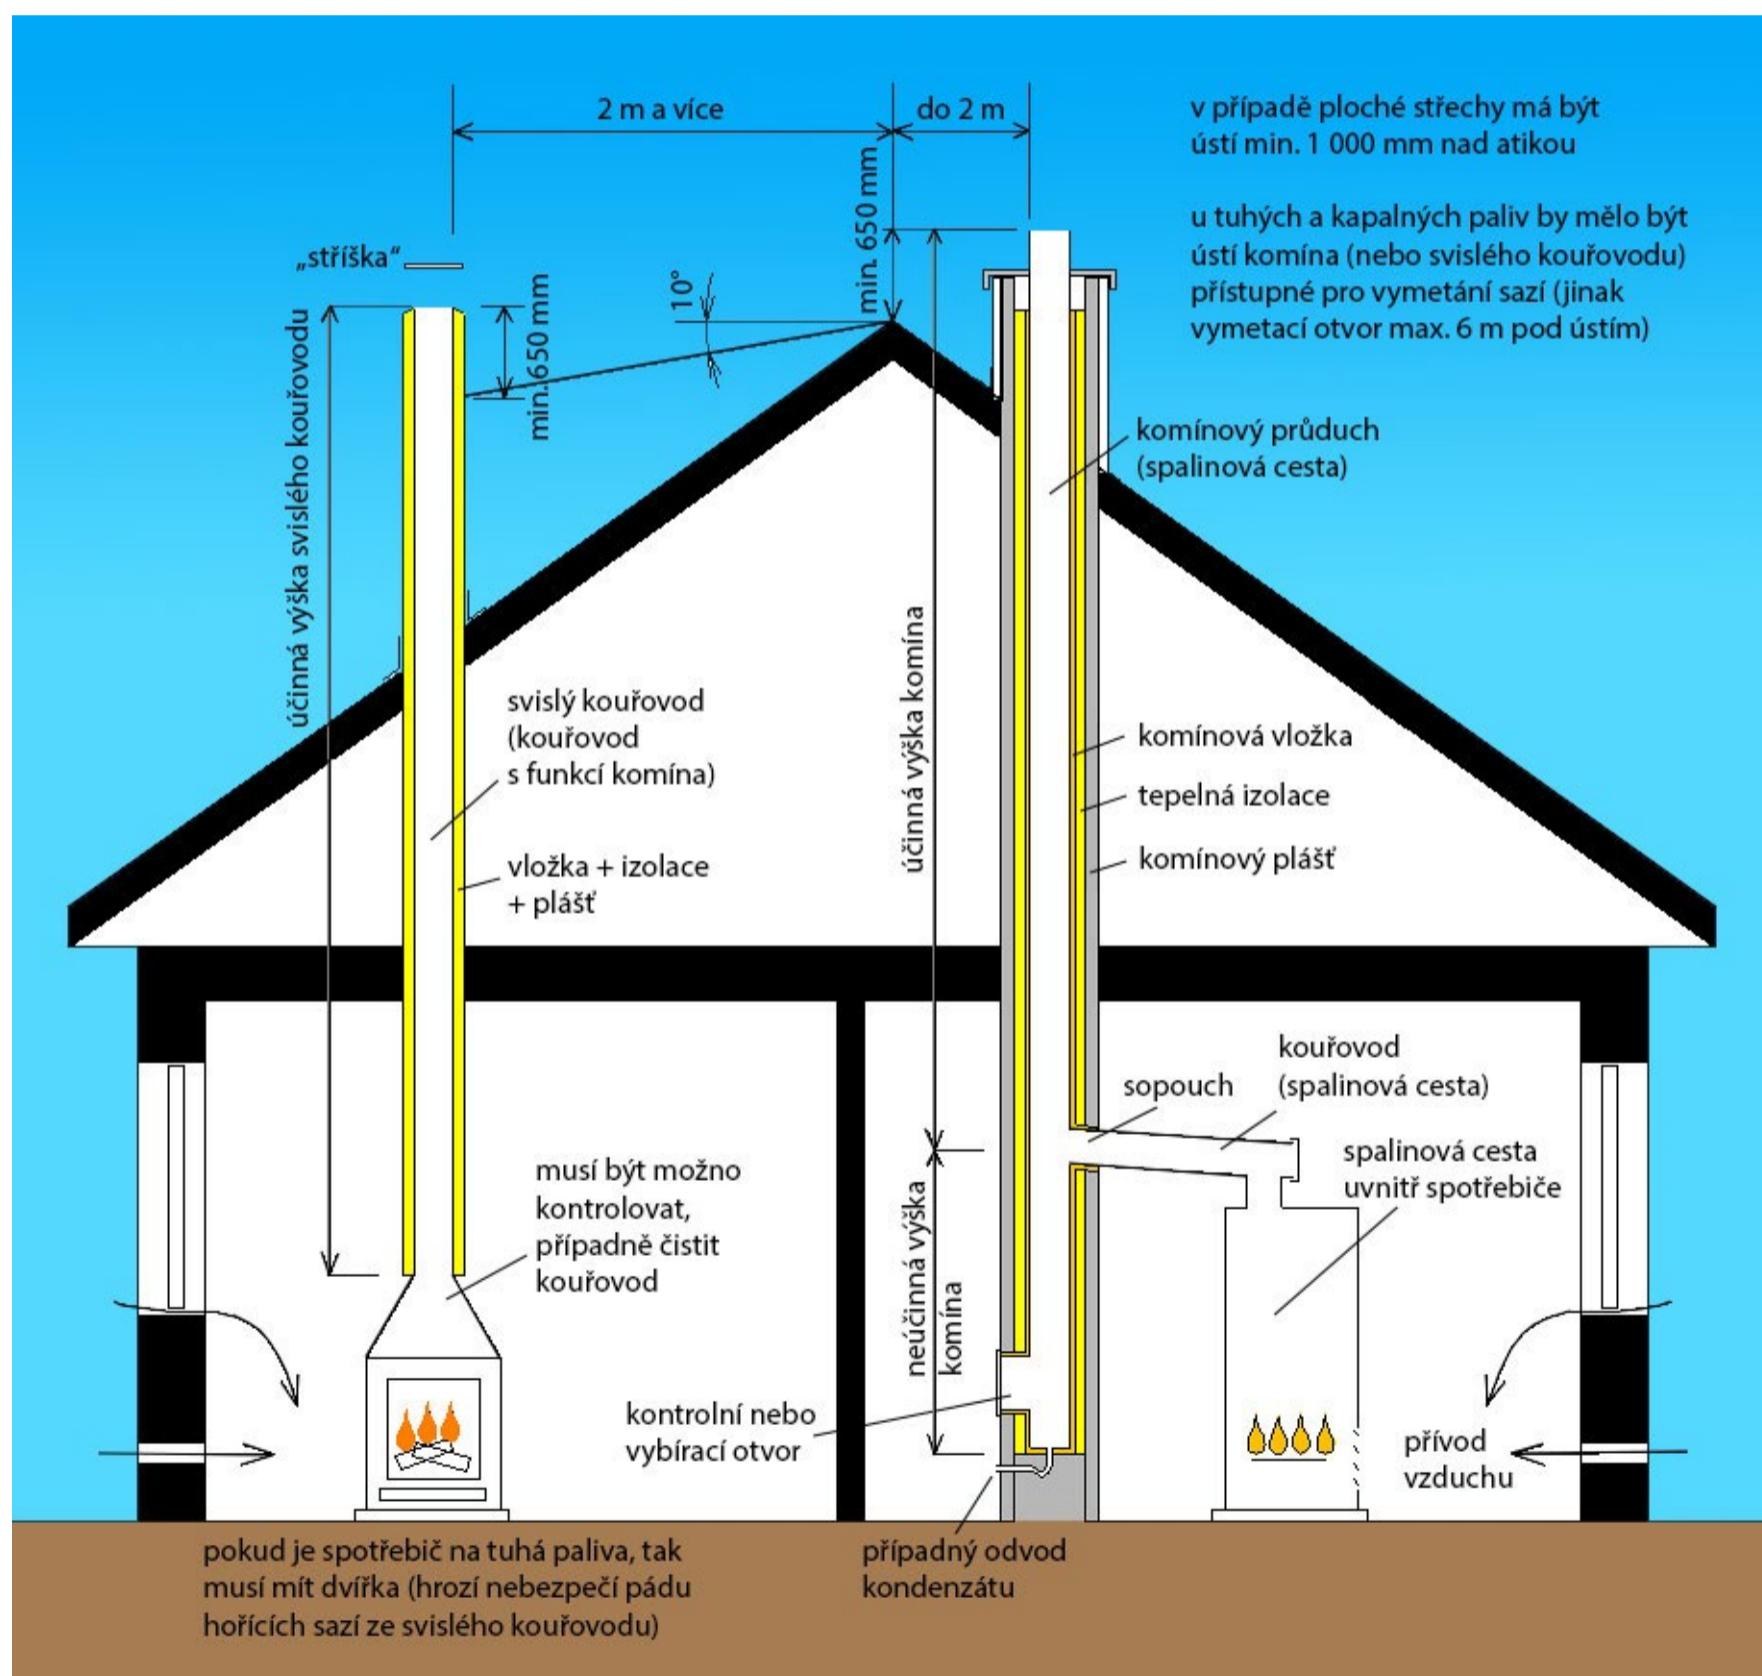 2 m a více
do 2 m
v případě ploché střechy má být
ústí min. 1 000 mm nad atikou
u tuhých a kapalných paliv by mělo být
ústí komína (nebo svislého kouřovodu)
přístupné pro vymetání sazí (jinak
vymetací otvor max. 6 m pod ústím)
„stříška“
min. 650 mm
10°
min. 650 mm
účinná výška svislého kouřovodu
komínový průduch
(spalinová cesta)
svislý kouřovod
(kouřovod
s funkcí komína)
účinná výška komína
komínová vložka
tepelná izolace
komínový plášť
vložka + izolace
+ plášť
kouřovod
(spalinová cesta)
sopouch
spalinová cesta
uvnitř spotřebiče
musí být možno
kontrolovat,
případně čistit
kouřovod
neúčinná výška
komína
kontrolní nebo
vybírací otvor
přívod
vzduchu
pokud je spotřebič na tuhá paliva, tak
musí mít dvířka (hrozí nebezpečí pádu
hořících sazí ze svislého kouřovodu)
případný odvod
kondenzátu